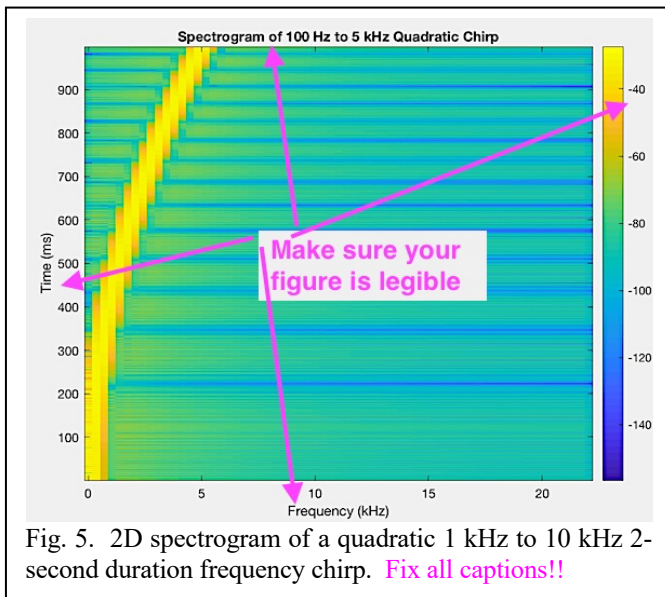 Spectrogram of 100 Hz to 5 kHz Quadratic Chirp
900
800
700
600
500
400
300
200
100
Time (ms)
0
5
10
15
20
Frequency (kHz)
-40
-60
-80
-100
-120
-140
Make sure your
figure is legible
Fig. 5. 2D spectrogram of a quadratic 1 kHz to 10 kHz 2-
second duration frequency chirp. Fix all captions!!